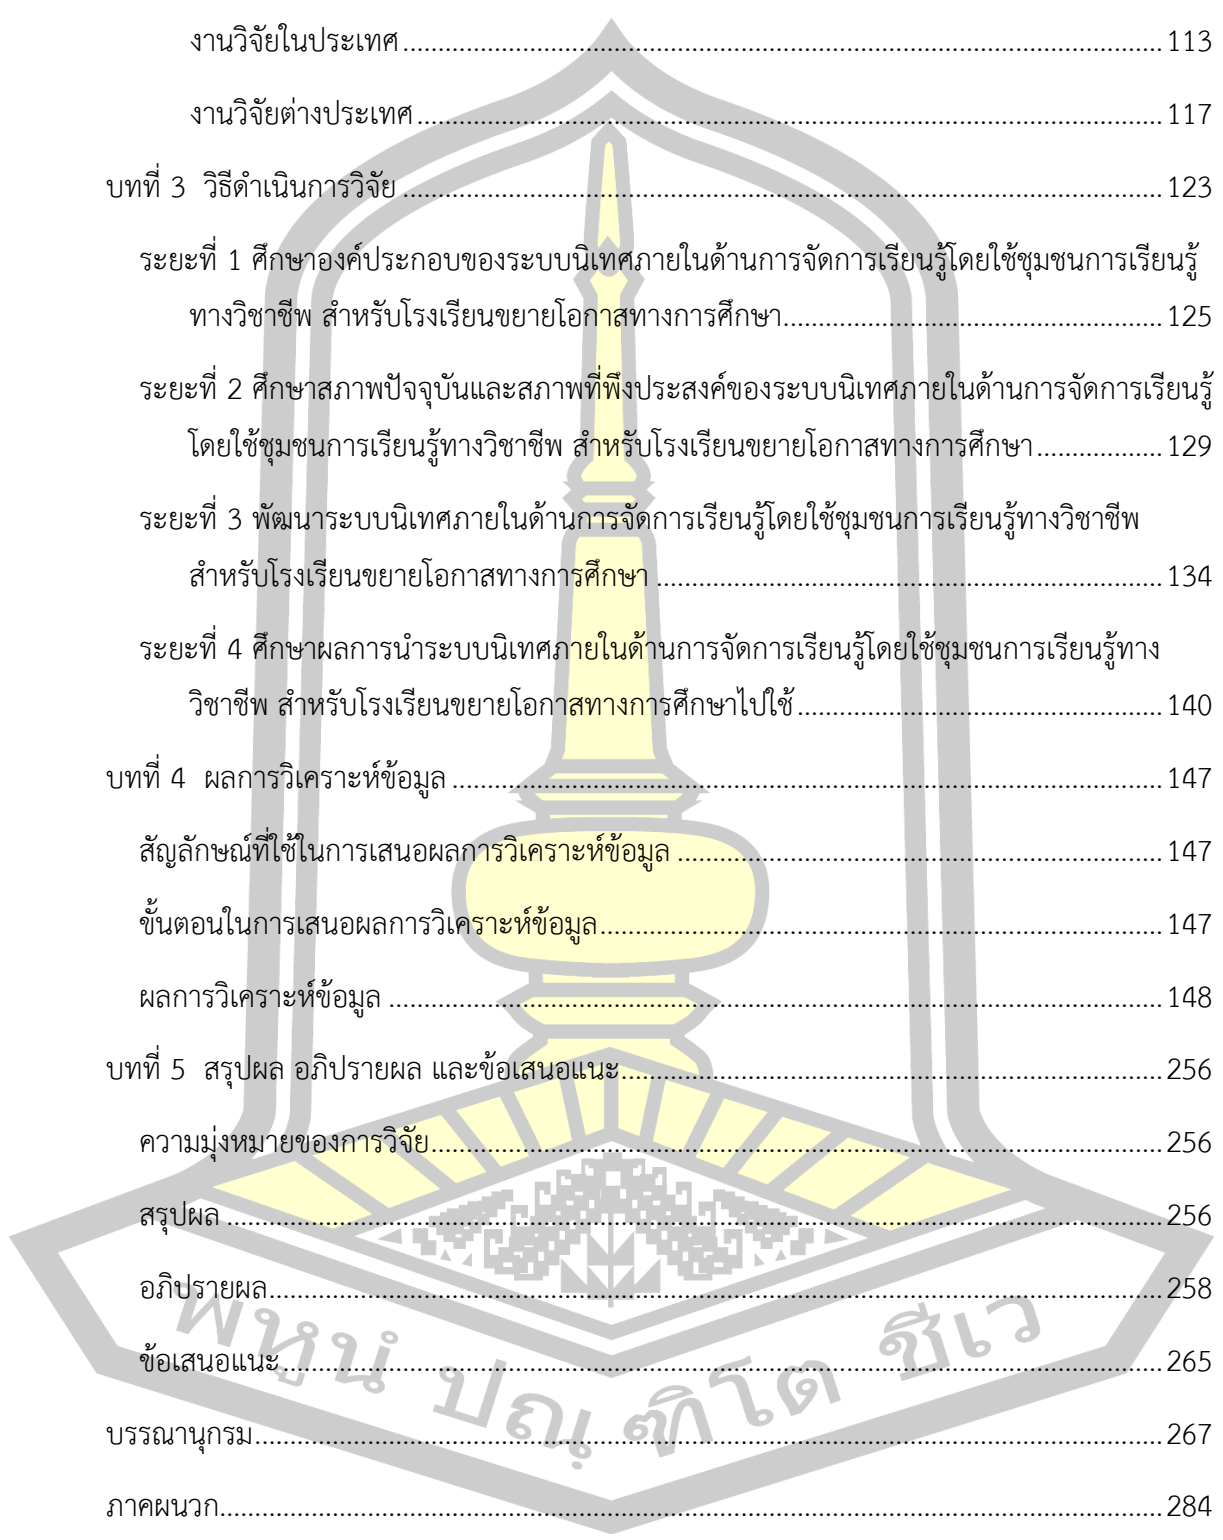 งานวิจัยในประเทศ ........ 113
งานวิจัยต่างประเทศ ........ 117
บทที่ 3 วิธีดำเนินการวิจัย ........ 123
ระยะที่ 1 ศึกษาองค์ประกอบของระบบนิเทศภายในด้านการจัดการเรียนรู้โดยใช้ชุมชนการเรียนรู้
ทางวิชาชีพ สำหรับโรงเรียนขยายโอกาสทางการศึกษา ........ 125
ระยะที่ 2 ศึกษาสภาพปัจจุบันและสภาพที่พึงประสงค์ของระบบนิเทศภายในด้านการจัดการเรียนรู้
โดยใช้ชุมชนการเรียนรู้ทางวิชาชีพ สำหรับโรงเรียนขยายโอกาสทางการศึกษา ........ 129
ระยะที่ 3 พัฒนาระบบนิเทศภายในด้านการจัดการเรียนรู้โดยใช้ชุมชนการเรียนรู้ทางวิชาชีพ
สำหรับโรงเรียนขยายโอกาสทางการศึกษา ........ 134
ระยะที่ 4 ศึกษาผลการนำระบบนิเทศภายในด้านการจัดการเรียนรู้โดยใช้ชุมชนการเรียนรู้ทาง
วิชาชีพ สำหรับโรงเรียนขยายโอกาสทางการศึกษาไปใช้ ........ 140
บทที่ 4 ผลการวิเคราะห์ข้อมูล ........ 147
สัญลักษณ์ที่ใช้ในการเสนอผลการวิเคราะห์ข้อมูล ........ 147
ขั้นตอนในการเสนอผลการวิเคราะห์ข้อมูล ........ 147
ผลการวิเคราะห์ข้อมูล ........ 148
บทที่ 5 สรุปผล อภิปรายผล และข้อเสนอแนะ ........ 256
ความมุ่งหมายของการวิจัย ........ 256
สรุปผล ........ 256
อภิปรายผล ........ 258
ข้อเสนอแนะ ........ 265
บรรณานุกรม ........ 267
ภาคผนวก ........ 284
พหูนํ ปณฺฑิโต ชีเว